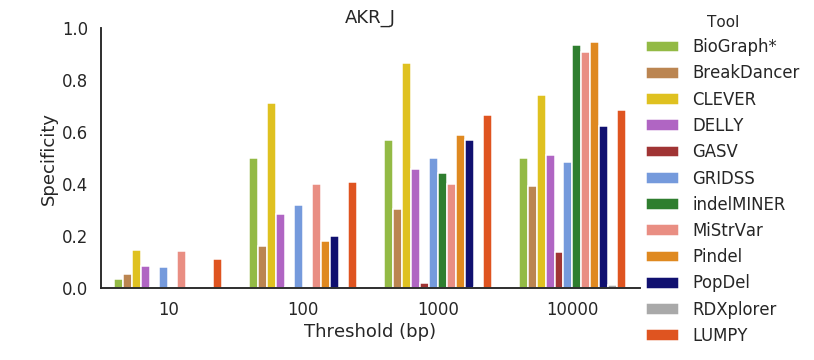 AKR_J
Tool
BioGraph*
BreakDancer
CLEVER
DELLY
GASV
GRIDSS
indelMINER
MiStrVar
Pindel
PopDel
RDXplorer
LUMPY
Specificity
1.0
0.8
0.6
0.4
0.2
0.0
10 100 1000 10000
Threshold (bp)